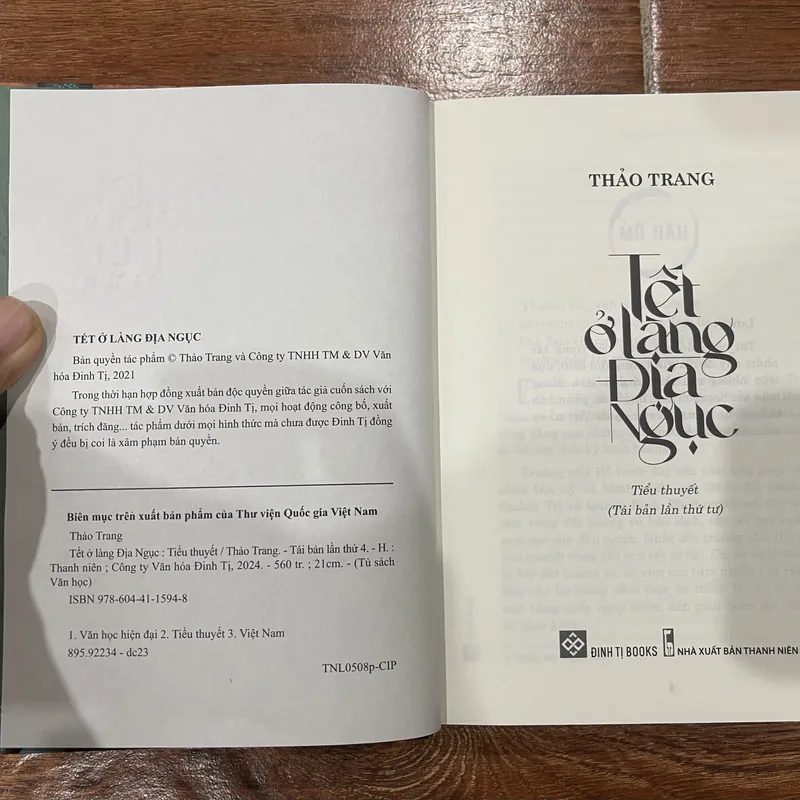 TẾT Ở LÀNG ĐỊA NGỤC
Bản quyền tác phẩm © Thảo Trang và Công ty TNHH TM & DV Văn
hóa Đinh Tị, 2021
Trong thời hạn hợp đồng xuất bản độc quyền giữa tác giả cuốn sách với
Công ty TNHH TM & DV Văn hóa Đinh Tị, mọi hoạt động công bố, xuất
bản, trích đăng... tác phẩm dưới mọi hình thức mà chưa được Đinh Tị đồng
ý đều bị coi là xâm phạm bản quyền.
Biên mục trên xuất bản phẩm của Thư viện Quốc gia Việt Nam
Thảo Trang
Tết ở làng Địa Ngục : Tiểu thuyết / Thảo Trang. - Tái bản lần thứ 4. - H. :
Thanh niên ; Công ty Văn hóa Đinh Tị, 2024. - 560 tr. ; 21cm. - (Tủ sách
Văn học)
ISBN 978-604-41-1594-8
1. Văn học hiện đại 2. Tiểu thuyết 3. Việt Nam
895.92234 - dc23
TNL0508p-CIP
THẢO TRANG
Tết
ở làng
Địa
Ngục
Tiểu thuyết
(Tái bản lần thứ tư)
ĐINH TỊ BOOKS
NHÀ XUẤT BẢN THANH NIÊN